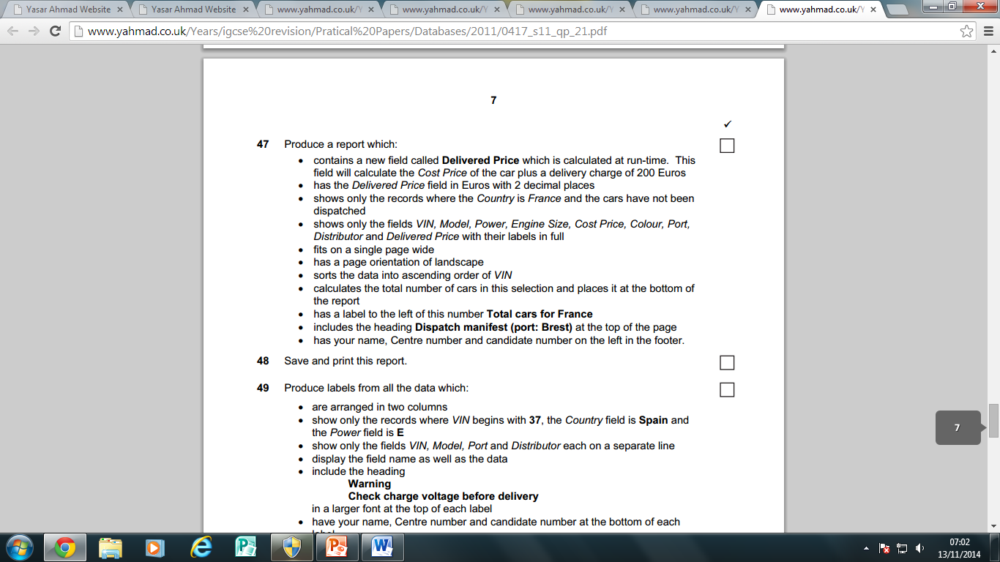 Yasar Ahmad Website
Yasar Ahmad Website
www.yahmad.co.uk/Y
www.yahmad.co.uk/Y
www.yahmad.co.uk/Y
www.yahmad.co.uk/Y
www.yahmad.co.uk/Y
www.yahmad.co.uk/Years/igcse%20revision/Pratical%20Papers/Databases/2011/0417_s11_qp_21.pdf
7
✓
47 Produce a report which:
• contains a new field called Delivered Price which is calculated at run-time. This
field will calculate the Cost Price of the car plus a delivery charge of 200 Euros
• has the Delivered Price field in Euros with 2 decimal places
• shows only the records where the Country is France and the cars have not been
dispatched
• shows only the fields VIN, Model, Power, Engine Size, Cost Price, Colour, Port,
Distributor and Delivered Price with their labels in full
• fits on a single page wide
• has a page orientation of landscape
• sorts the data into ascending order of VIN
• calculates the total number of cars in this selection and places it at the bottom of
the report
• has a label to the left of this number Total cars for France
• includes the heading Dispatch manifest (port: Brest) at the top of the page
• has your name, Centre number and candidate number on the left in the footer.
48 Save and print this report.
49 Produce labels from all the data which:
• are arranged in two columns
• show only the records where VIN begins with 37, the Country field is Spain and
the Power field is E
• show only the fields VIN, Model, Port and Distributor each on a separate line
• display the field name as well as the data
• include the heading
Warning
Check charge voltage before delivery
in a larger font at the top of each label
• have your name, Centre number and candidate number at the bottom of each
7
07:02
13/11/2014